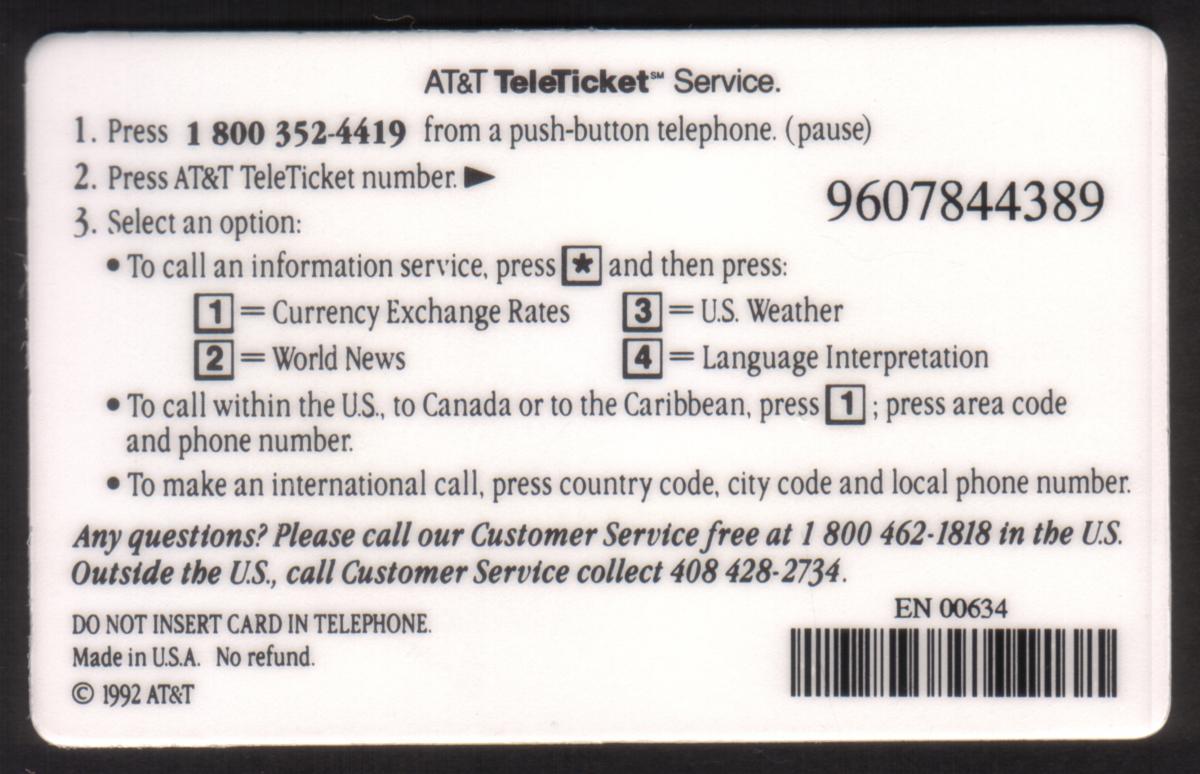 AT&T TeleTicket℠ Service.
1. Press 1 800 352-4419 from a push-button telephone. (pause)
2. Press AT&T TeleTicket number. ▶
9607844389
3. Select an option:
• To call an information service, press * and then press:
1 = Currency Exchange Rates 3 = U.S. Weather
2 = World News 4 = Language Interpretation
• To call within the U.S., to Canada or to the Caribbean, press 1 ; press area code
and phone number.
• To make an international call, press country code, city code and local phone number.
Any questions? Please call our Customer Service free at 1 800 462-1818 in the U.S.
Outside the U.S., call Customer Service collect 408 428-2734.
EN 00634
DO NOT INSERT CARD IN TELEPHONE.
Made in U.S.A. No refund.
© 1992 AT&T